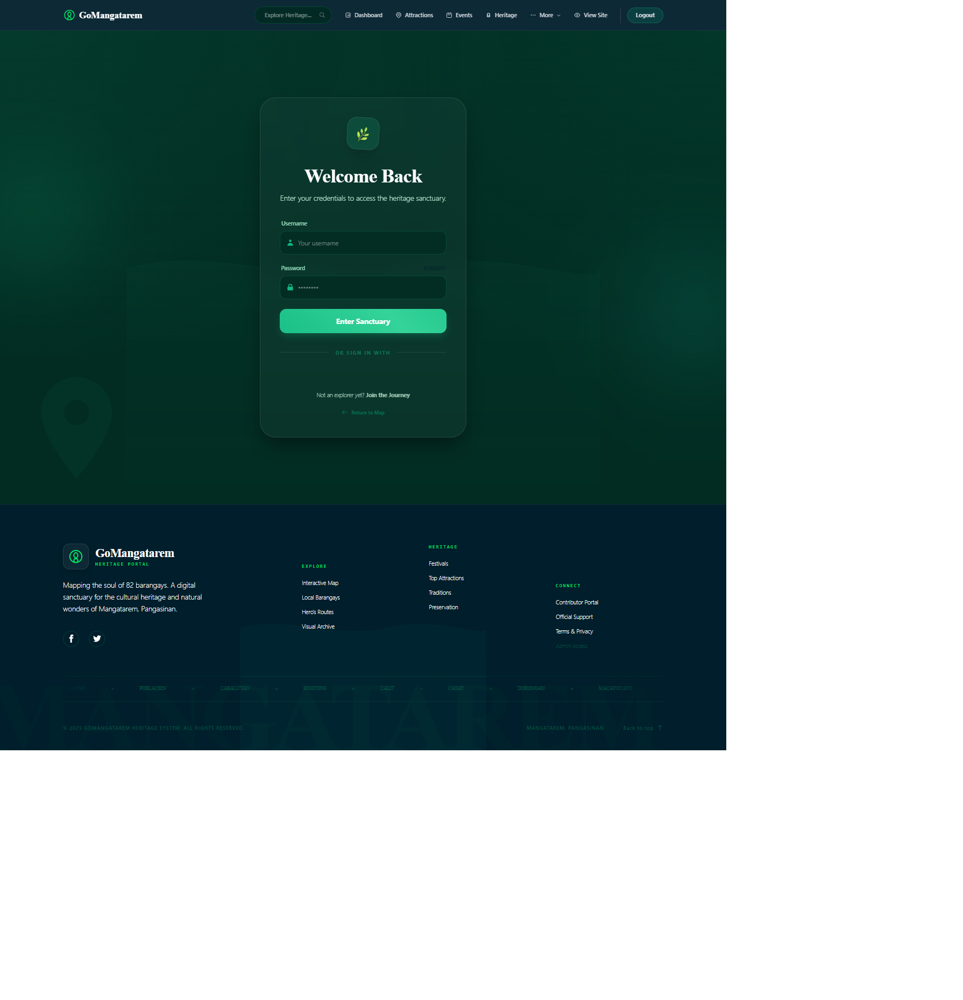 GoMangatarem
Explore Heritage...
Dashboard
Attractions
Events
Heritage
More
View Site
Logout
Welcome Back
Enter your credentials to access the heritage sanctuary.
Username
Your username
Password
FORGOT?
••••••••
Enter Sanctuary
OR SIGN IN WITH
Not an explorer yet? Join the Journey
Return to Map
GoMangatarem
HERITAGE PORTAL
Mapping the soul of 82 barangays. A digital
sanctuary for the cultural heritage and natural
wonders of Mangatarem, Pangasinan.
EXPLORE
Interactive Map
Local Barangays
Hero's Routes
Visual Archive
HERITAGE
Festivals
Top Attractions
Traditions
Preservation
CONNECT
Contributor Portal
Official Support
Terms & Privacy
Admin Access
POBLACION • CABALUYAN • BOGTONG • CALIT • CASAY • DORONGAN • MACAYOCAYO
MANGATAREM
© 2025 GOMANGATAREM HERITAGE SYSTEM. ALL RIGHTS RESERVED.
MANGATAREM, PANGASINAN
Back to top